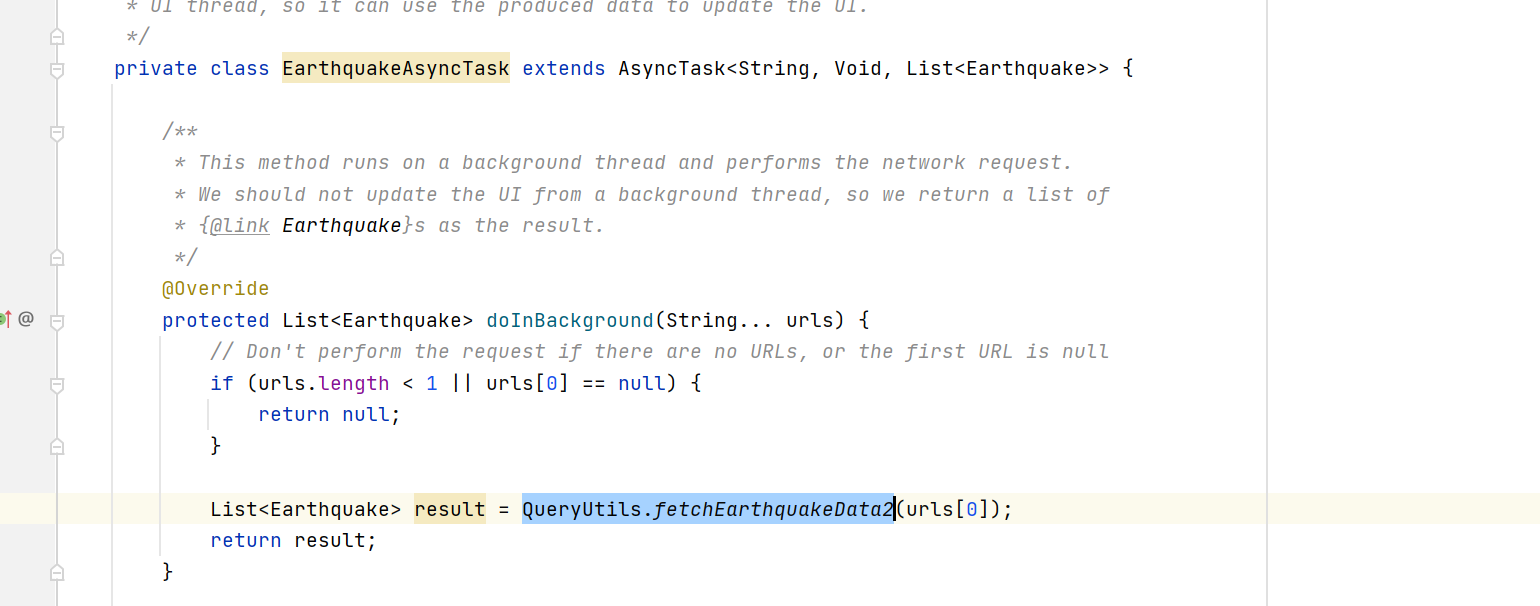 * UI thread, so it can use the produced data to update the UI.
*/
private class EarthquakeAsyncTask extends AsyncTask<String, Void, List<Earthquake>> {
/**
* This method runs on a background thread and performs the network request.
* We should not update the UI from a background thread, so we return a list of
* {@link Earthquake}s as the result.
*/
@Override
@ protected List<Earthquake> doInBackground(String... urls) {
// Don't perform the request if there are no URLs, or the first URL is null
if (urls.length < 1 || urls[0] == null) {
return null;
}
List<Earthquake> result = QueryUtils.fetchEarthquakeData2(urls[0]);
return result;
}